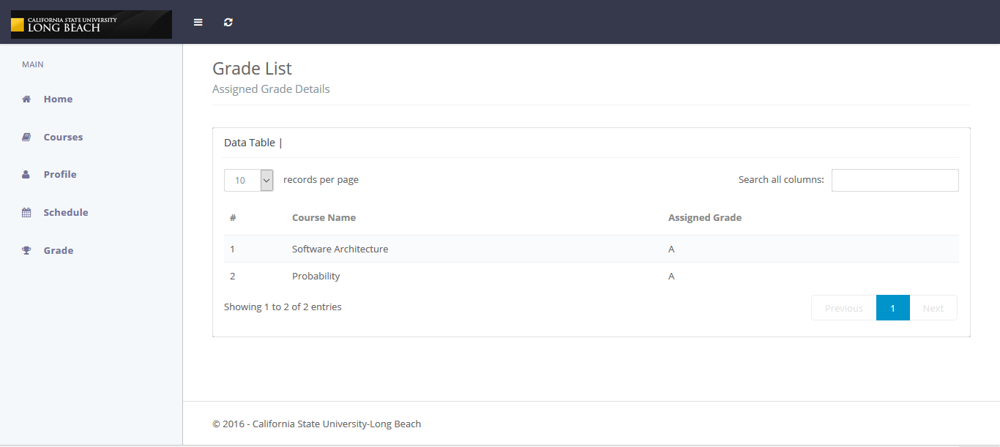 CALIFORNIA STATE UNIVERSITY
LONG BEACH
MAIN
Home
Courses
Profile
Schedule
Grade
Grade List
Assigned Grade Details
Data Table |
10 records per page Search all columns:
# Course Name Assigned Grade
1 Software Architecture A
2 Probability A
Showing 1 to 2 of 2 entries Previous 1 Next
© 2016 - California State University-Long Beach